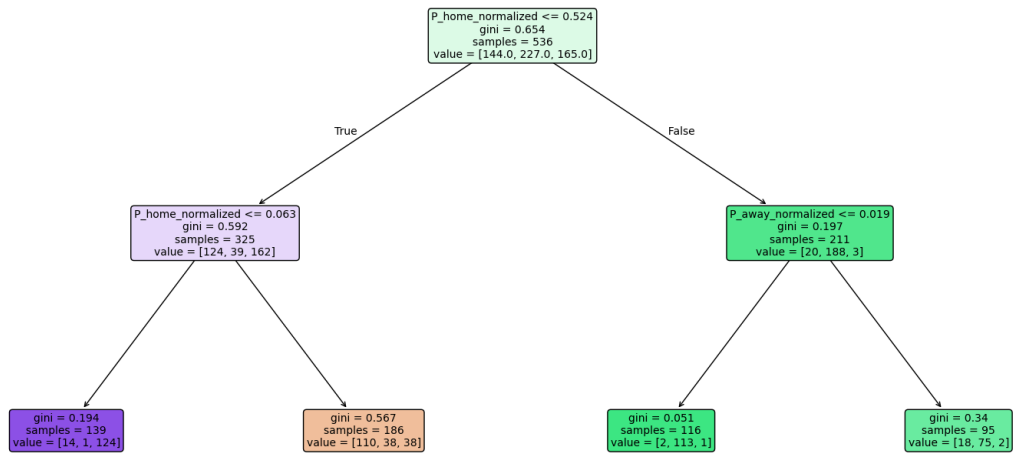 P_home_normalized <= 0.524
gini = 0.654
samples = 536
value = [144.0, 227.0, 165.0]
True
False
P_home_normalized <= 0.063
gini = 0.592
samples = 325
value = [124, 39, 162]
P_away_normalized <= 0.019
gini = 0.197
samples = 211
value = [20, 188, 3]
gini = 0.194
samples = 139
value = [14, 1, 124]
gini = 0.567
samples = 186
value = [110, 38, 38]
gini = 0.051
samples = 116
value = [2, 113, 1]
gini = 0.34
samples = 95
value = [18, 75, 2]